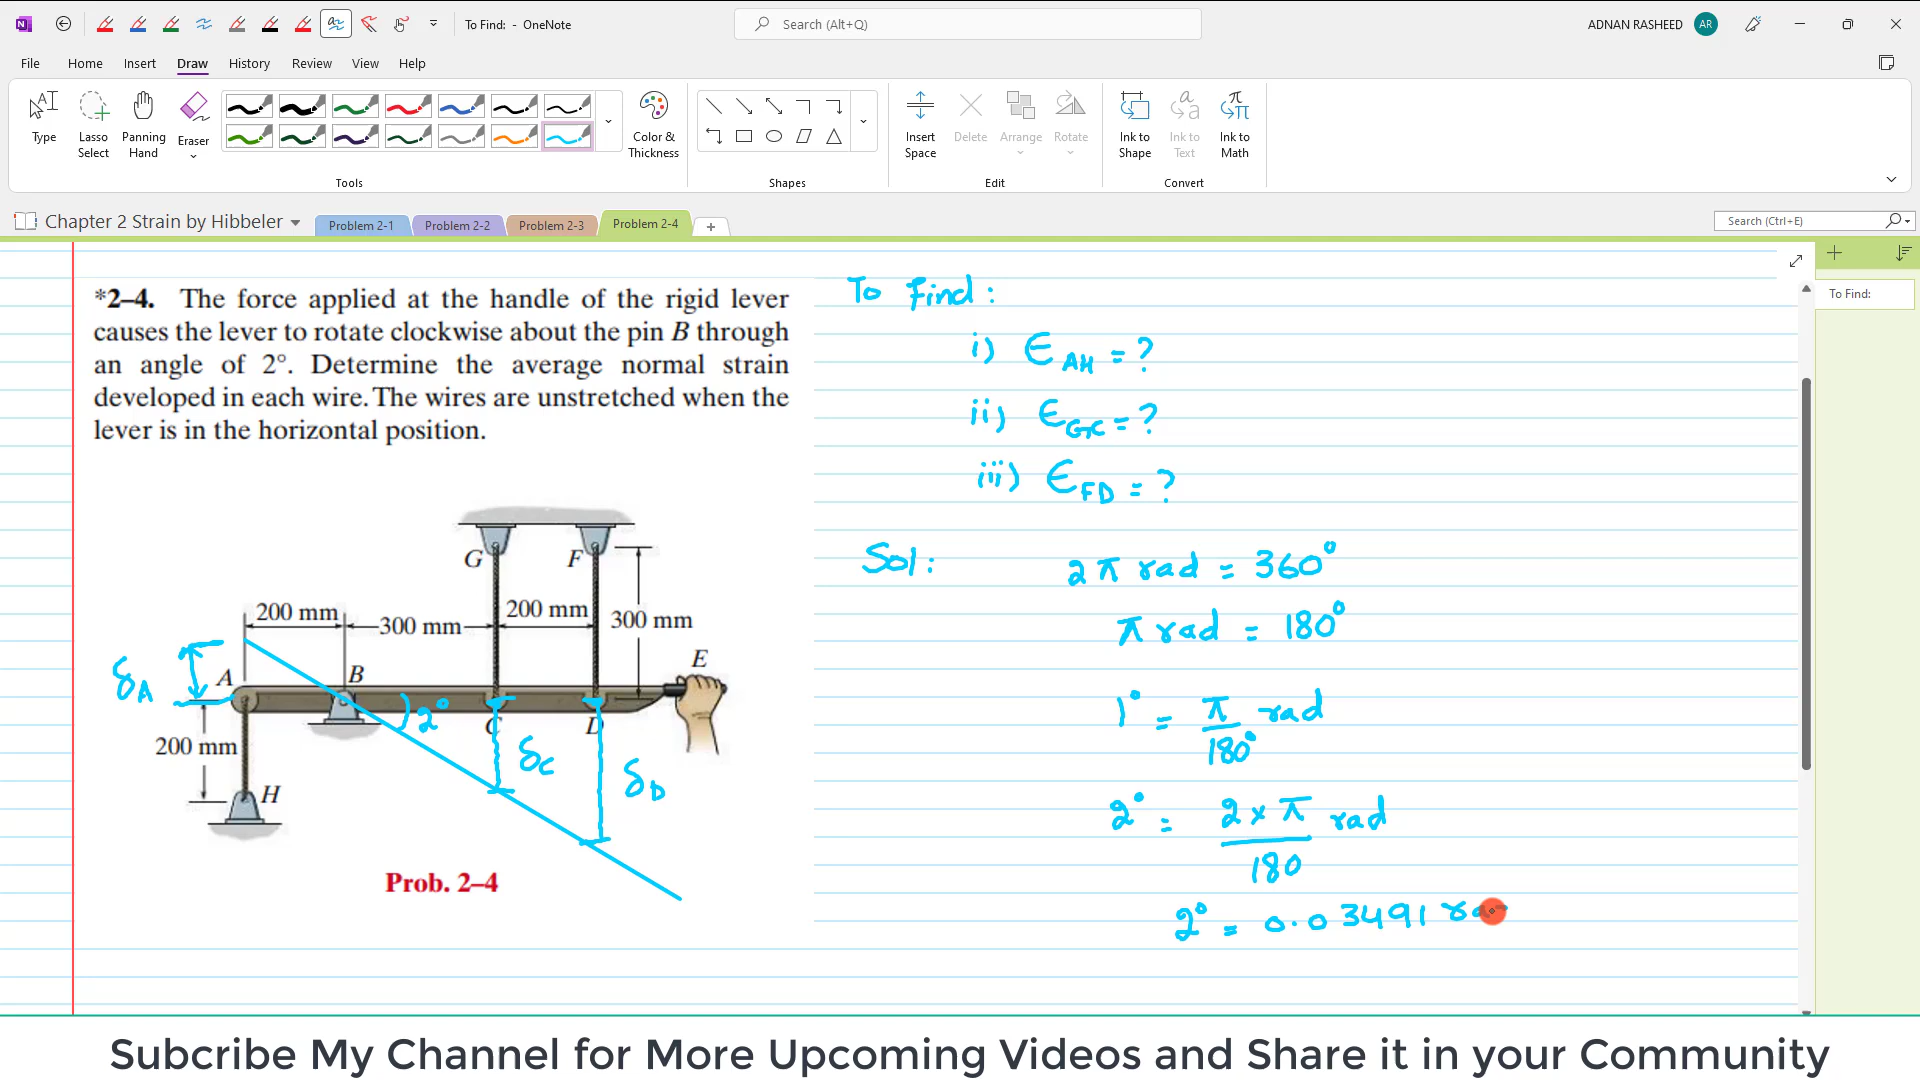 To Find: - OneNote
Search (Alt+Q)
ADNAN RASHEED
AR
File Home Insert Draw History Review View Help
Type
Lasso Select
Panning Hand
Eraser
Color & Thickness
Insert Space
Delete
Arrange
Rotate
Ink to Shape
Ink to Text
Ink to Math
Tools
Shapes
Edit
Convert
Chapter 2 Strain by Hibbeler
Problem 2-1
Problem 2-2
Problem 2-3
Problem 2-4
Search (Ctrl+E)
To Find:
*2–4. The force applied at the handle of the rigid lever
causes the lever to rotate clockwise about the pin B through
an angle of 2°. Determine the average normal strain
developed in each wire. The wires are unstretched when the
lever is in the horizontal position.
G
F
200 mm
300 mm
200 mm
300 mm
E
A
B
δA
2°
C
D
200 mm
δC
δD
H
Prob. 2–4
To Find:
i) ϵAH = ?
ii) ϵGC = ?
iii) ϵFD = ?
Sol:
2π rad = 360°
π rad = 180°
1° = π/180° rad
2° = 2 × π/180 rad
2° = 0.03491
Subcribe My Channel for More Upcoming Videos and Share it in your Community